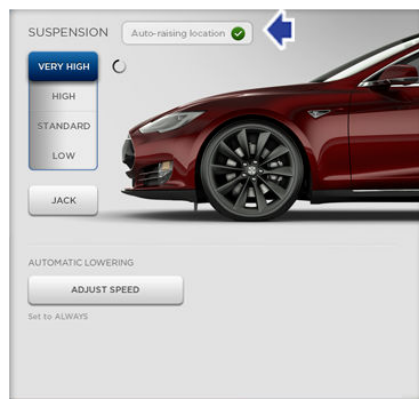 SUSPENSION
Auto-raising location
VERY HIGH
HIGH
STANDARD
LOW
JACK
AUTOMATIC LOWERING
ADJUST SPEED
Set to ALWAYS